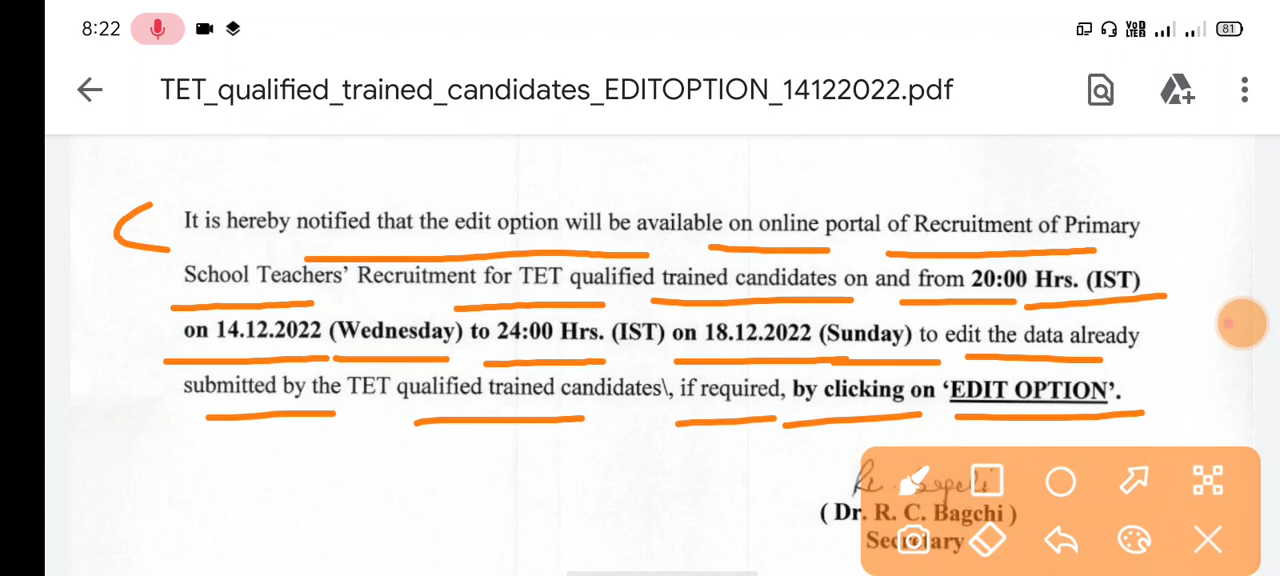 8:22 VoD LTE 81
TET_qualified_trained_candidates_EDITOPTION_14122022.pdf
It is hereby notified that the edit option will be available on online portal of Recruitment of Primary
School Teachers' Recruitment for TET qualified trained candidates on and from 20:00 Hrs. (IST)
on 14.12.2022 (Wednesday) to 24:00 Hrs. (IST) on 18.12.2022 (Sunday) to edit the data already
submitted by the TET qualified trained candidates\, if required, by clicking on ‘EDIT OPTION’.
( Dr. R. C. Bagchi )
Secretary